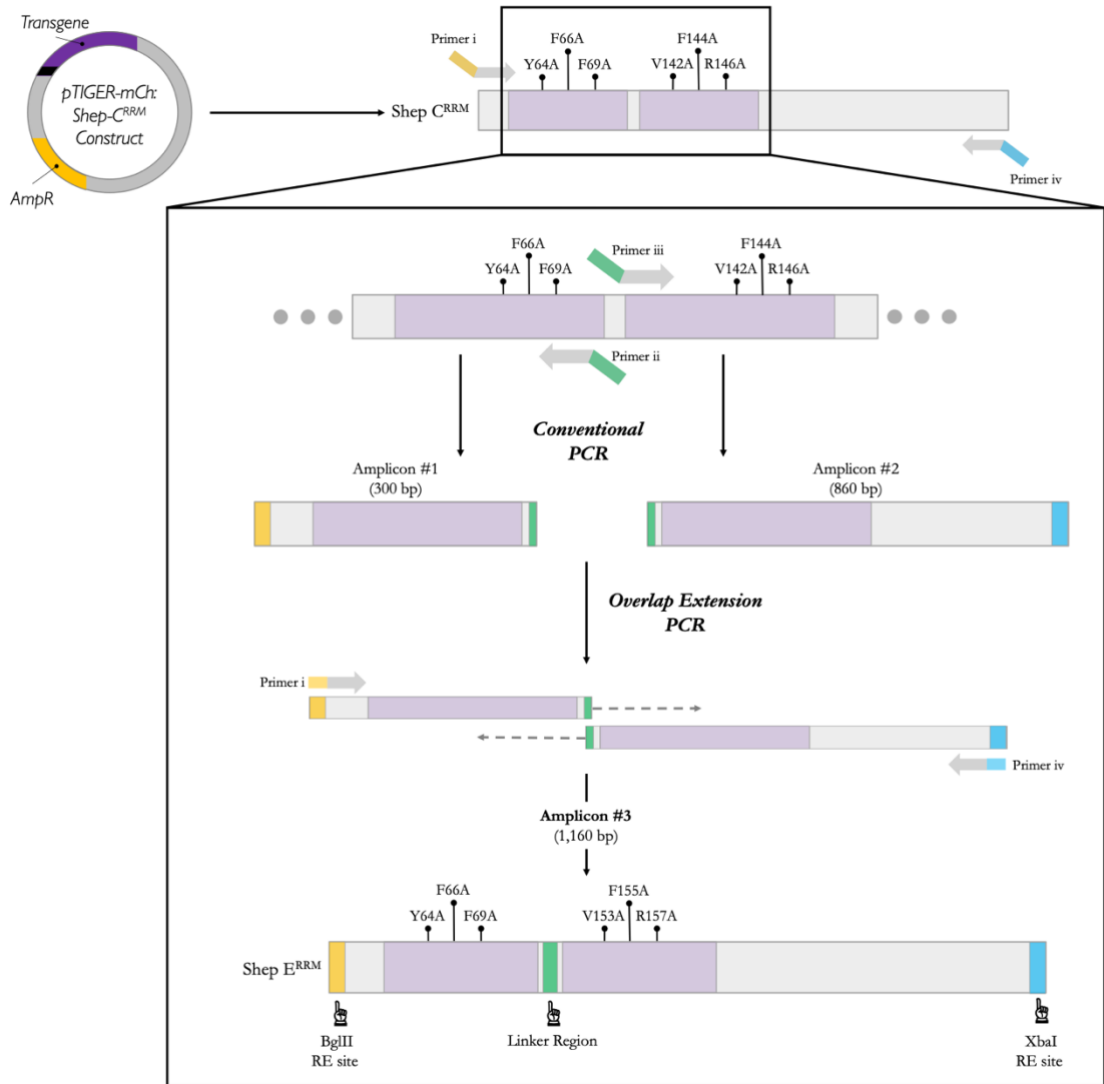 Transgene
pTIGER-mCh:
Shep-C^RRM
Construct
AmpR
Primer i
F66A
Y64A F69A
F144A
V142A R146A
Shep C^RRM
Primer iv
F66A
Y64A F69A
Primer iii
F144A
V142A R146A
Primer ii
Conventional
PCR
Amplicon #1
(300 bp)
Amplicon #2
(860 bp)
Overlap Extension
PCR
Primer i
Primer iv
Amplicon #3
(1,160 bp)
F66A
Y64A F69A
F155A
V153A R157A
Shep E^RRM
BglII
RE site
Linker Region
XbaI
RE site